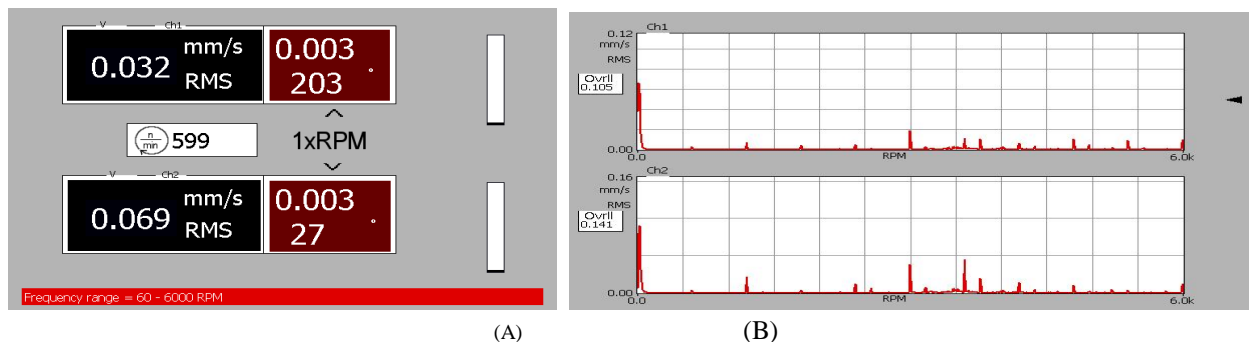 V Ch1
0.032 mm/s RMS
0.003
203 °
n/min 599
1xRPM
V Ch2
0.069 mm/s RMS
0.003
27 °
Frequency range = 60 - 6000 RPM
(A)
Ch1
0.12
mm/s
RMS
Ovrll
0.105
0.00
0.0 RPM 6.0k
Ch2
0.16
mm/s
RMS
Ovrll
0.141
0.00
0.0 RPM 6.0k
(B)